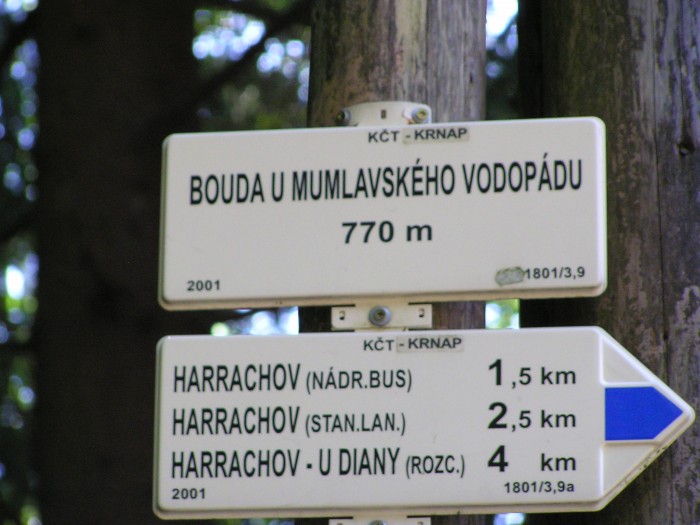 KČT - KRNAP
BOUDA U MUMLAVSKÉHO VODOPÁDU
770 m
2001 1801/3,9
KČT - KRNAP
HARRACHOV (NÁDR.BUS) 1,5 km
HARRACHOV (STAN.LAN.) 2,5 km
HARRACHOV - U DIANY (ROZC.) 4 km
2001 1801/3,9a